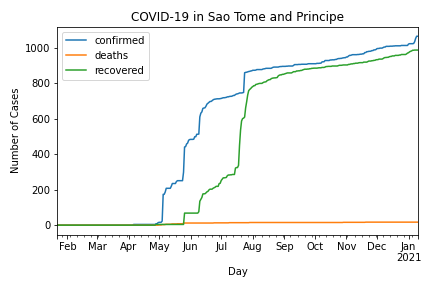 COVID-19 in Sao Tome and Principe
confirmed
deaths
recovered
Number of Cases
1000
800
600
400
200
0
Feb Mar Apr May Jun Jul Aug Sep Oct Nov Dec Jan
2021
Day